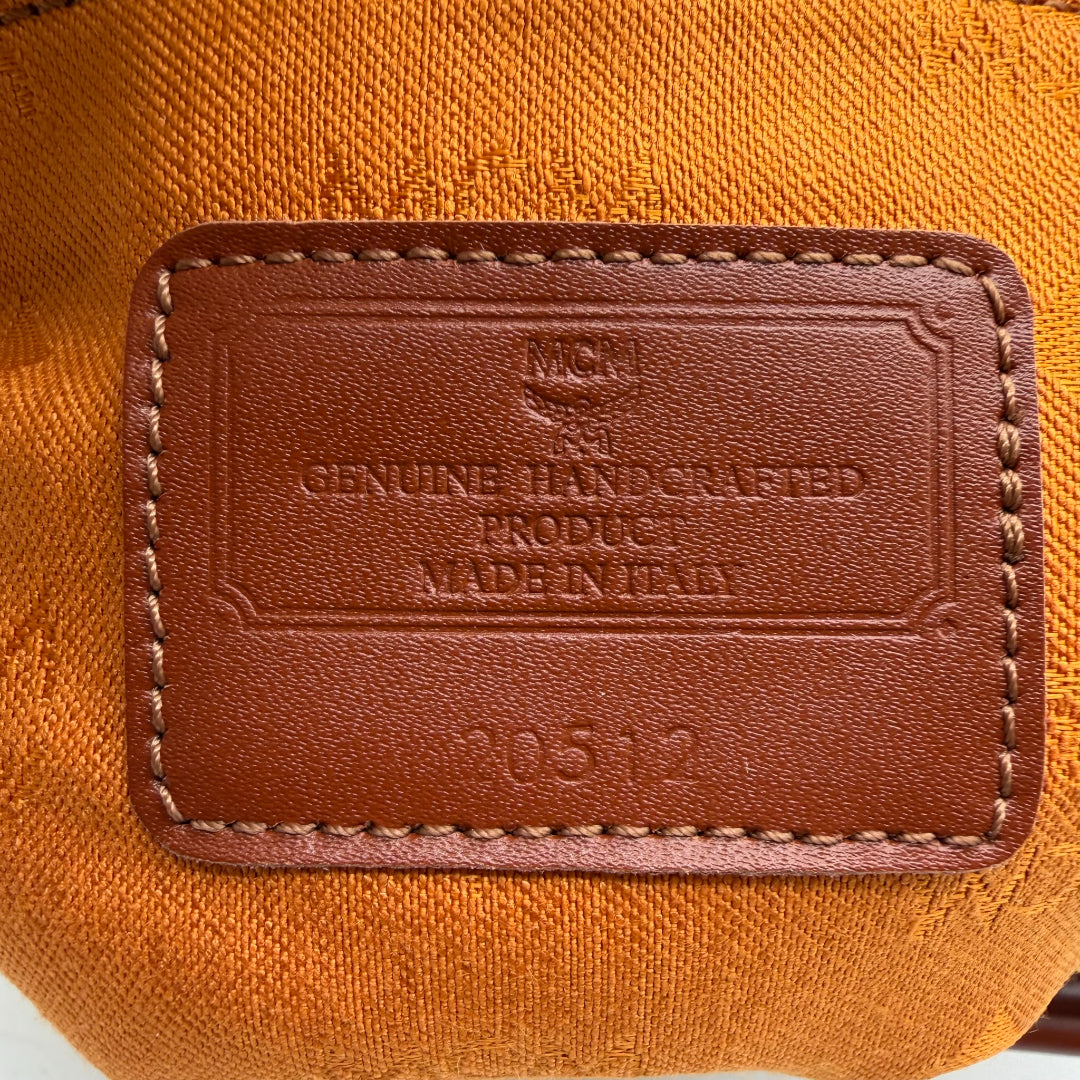 MCM
GENUINE HANDCRAFTED
PRODUCT
MADE IN ITALY
20512